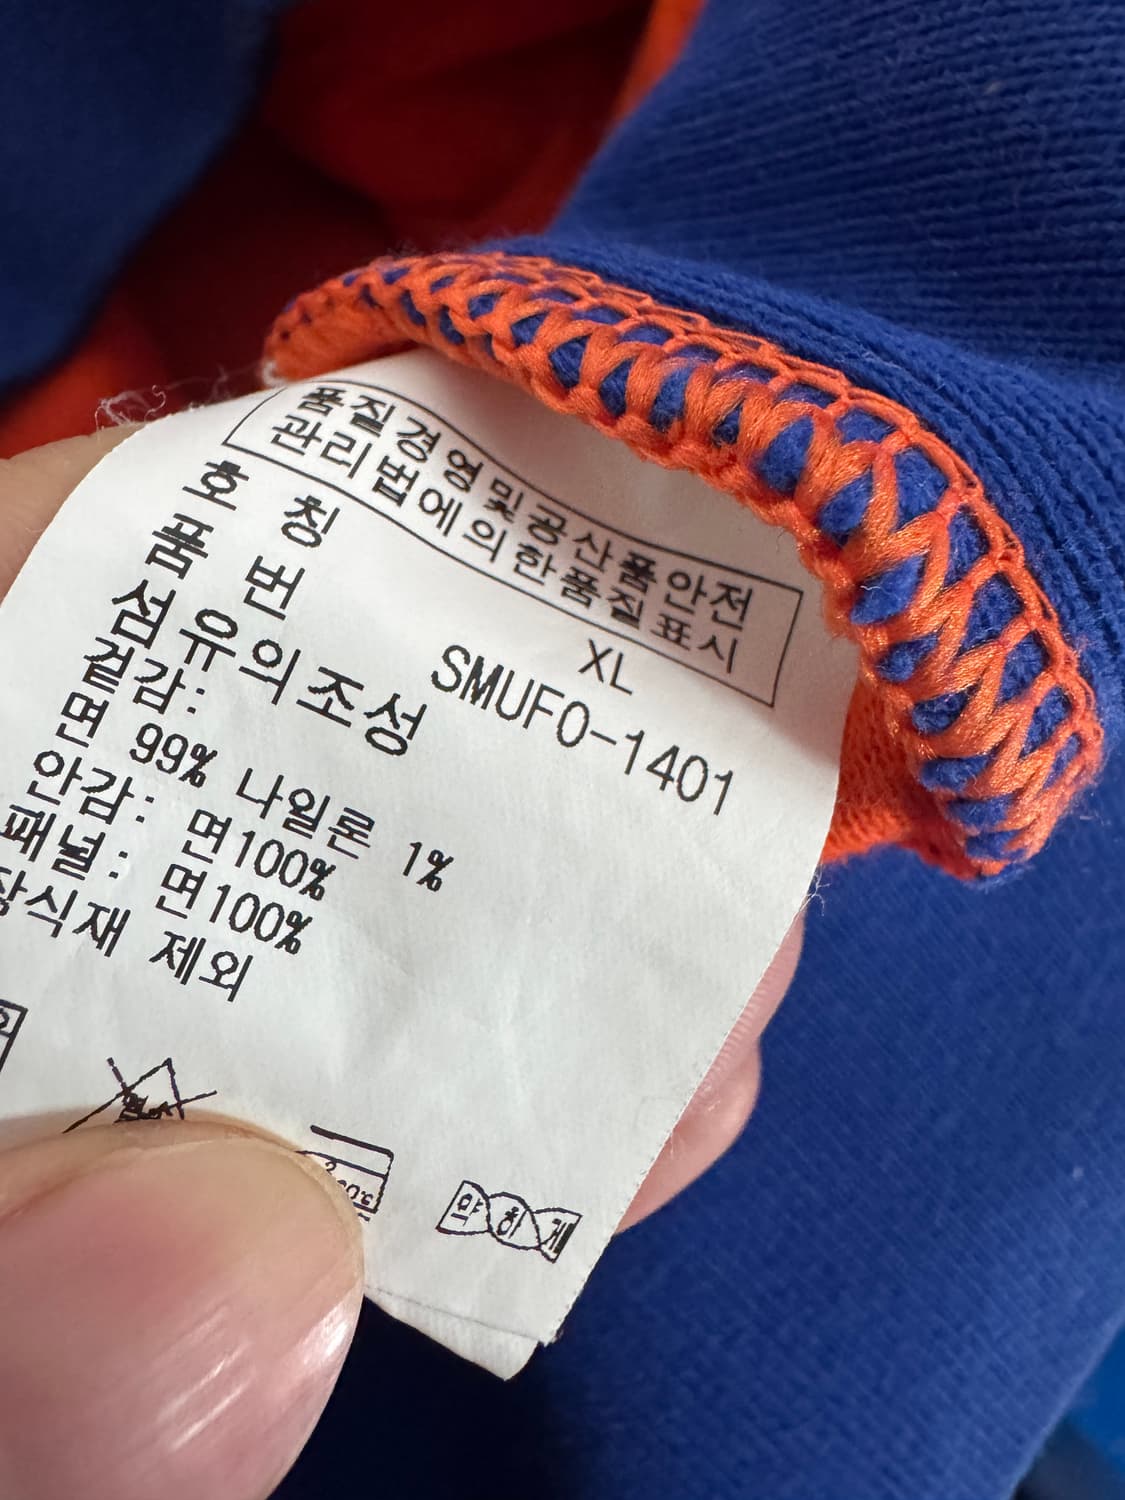 품질경영및공산품안전
관리법에의한품질표시
호 칭 XL
품 번 SMUFO-1401
섬유의조성
겉감:
면 99% 나일론 1%
안감: 면100%
패널: 면100%
장식재 제외
약하게